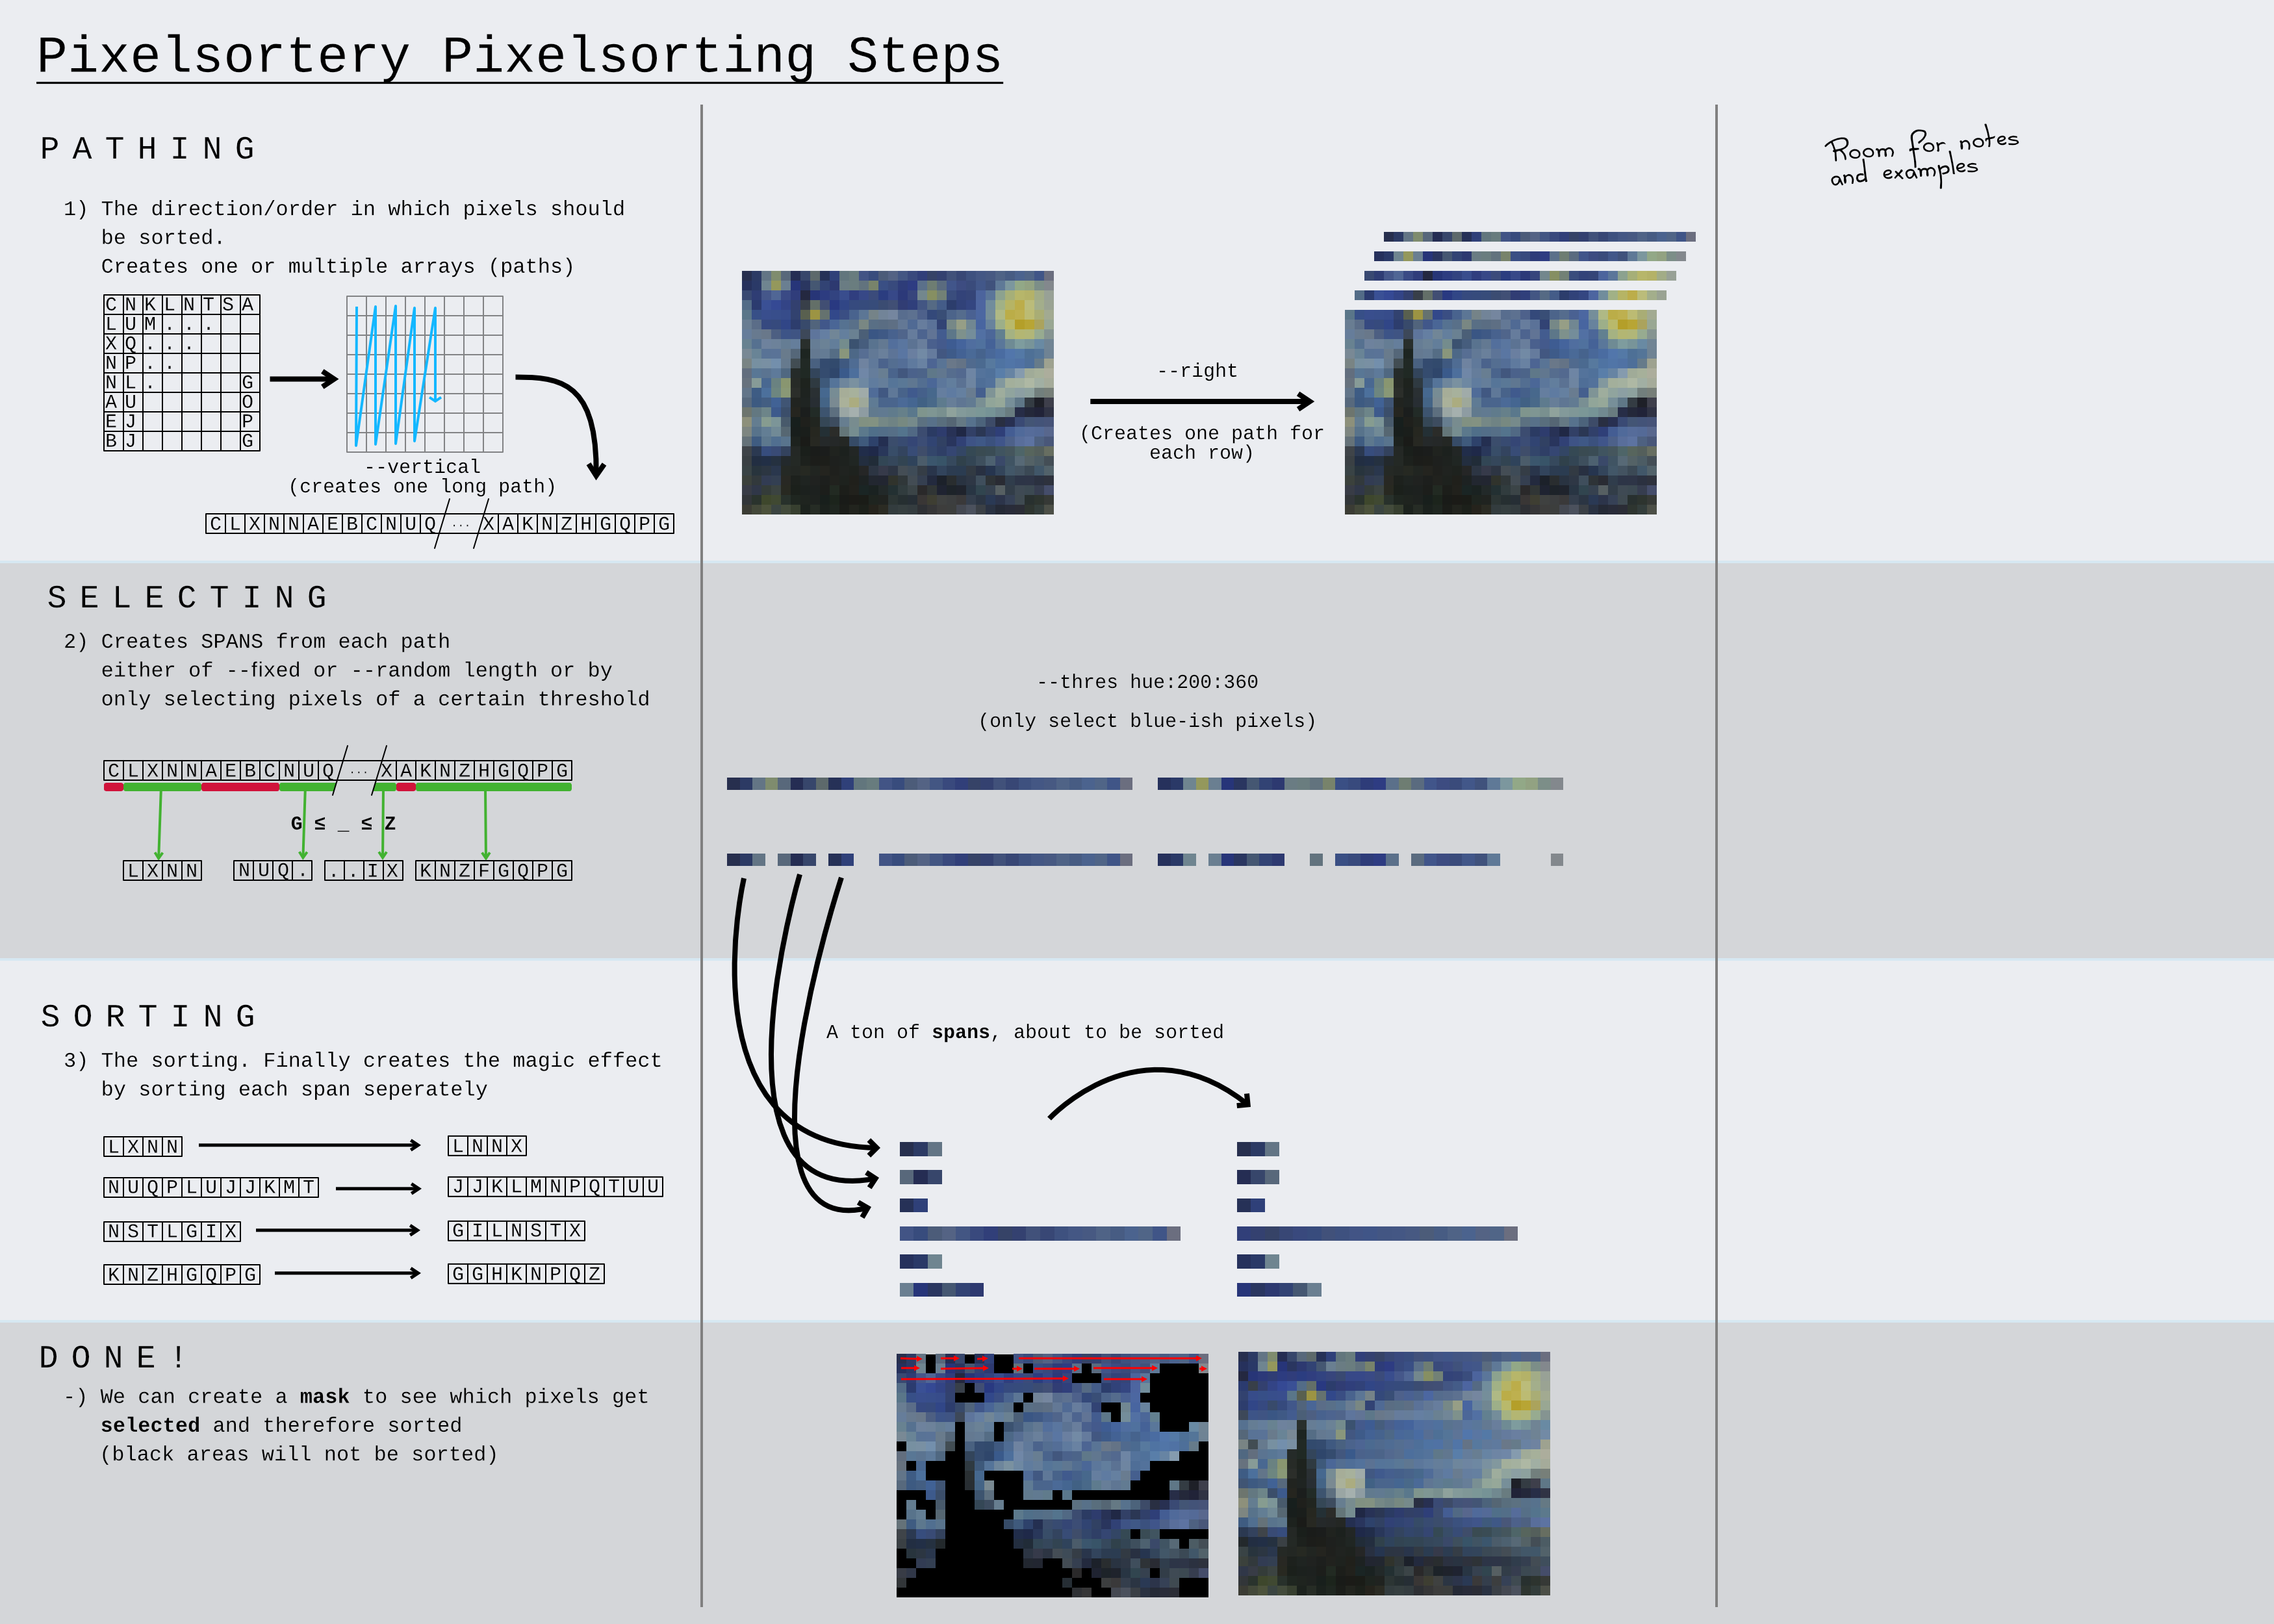 Pixelsortery Pixelsorting Steps
PATHING
1) The direction/order in which pixels should
be sorted.
Creates one or multiple arrays (paths)
C N K L N T S A
L U M . . .
X Q . . .
N P . .
N L . G
A U O
E J P
B J G
--vertical
(creates one long path)
C L X N N A E B C N U Q ... X A K N Z H G Q P G
--right
(Creates one path for
each row)
Room for notes
and examples
SELECTING
2) Creates SPANS from each path
either of --fixed or --random length or by
only selecting pixels of a certain threshold
C L X N N A E B C N U Q ... X A K N Z H G Q P G
G ≤ _ ≤ Z
L X N N N U Q . . . I X K N Z F G Q P G
--thres hue:200:360
(only select blue-ish pixels)
SORTING
3) The sorting. Finally creates the magic effect
by sorting each span seperately
L X N N L N N X
N U Q P L U J J K M T J J K L M N P Q T U U
N S T L G I X G I L N S T X
K N Z H G Q P G G G H K N P Q Z
A ton of spans, about to be sorted
DONE!
-) We can create a mask to see which pixels get
selected and therefore sorted
(black areas will not be sorted)